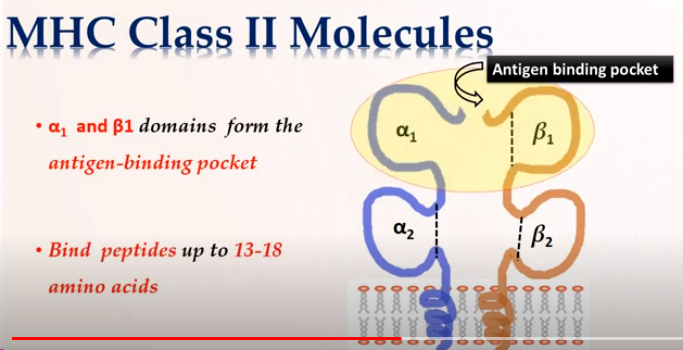 MHC Class II Molecules
Antigen binding pocket
• α₁ and β1 domains form the
antigen-binding pocket
α₁
β₁
• Bind peptides up to 13-18
amino acids
α₂
β₂